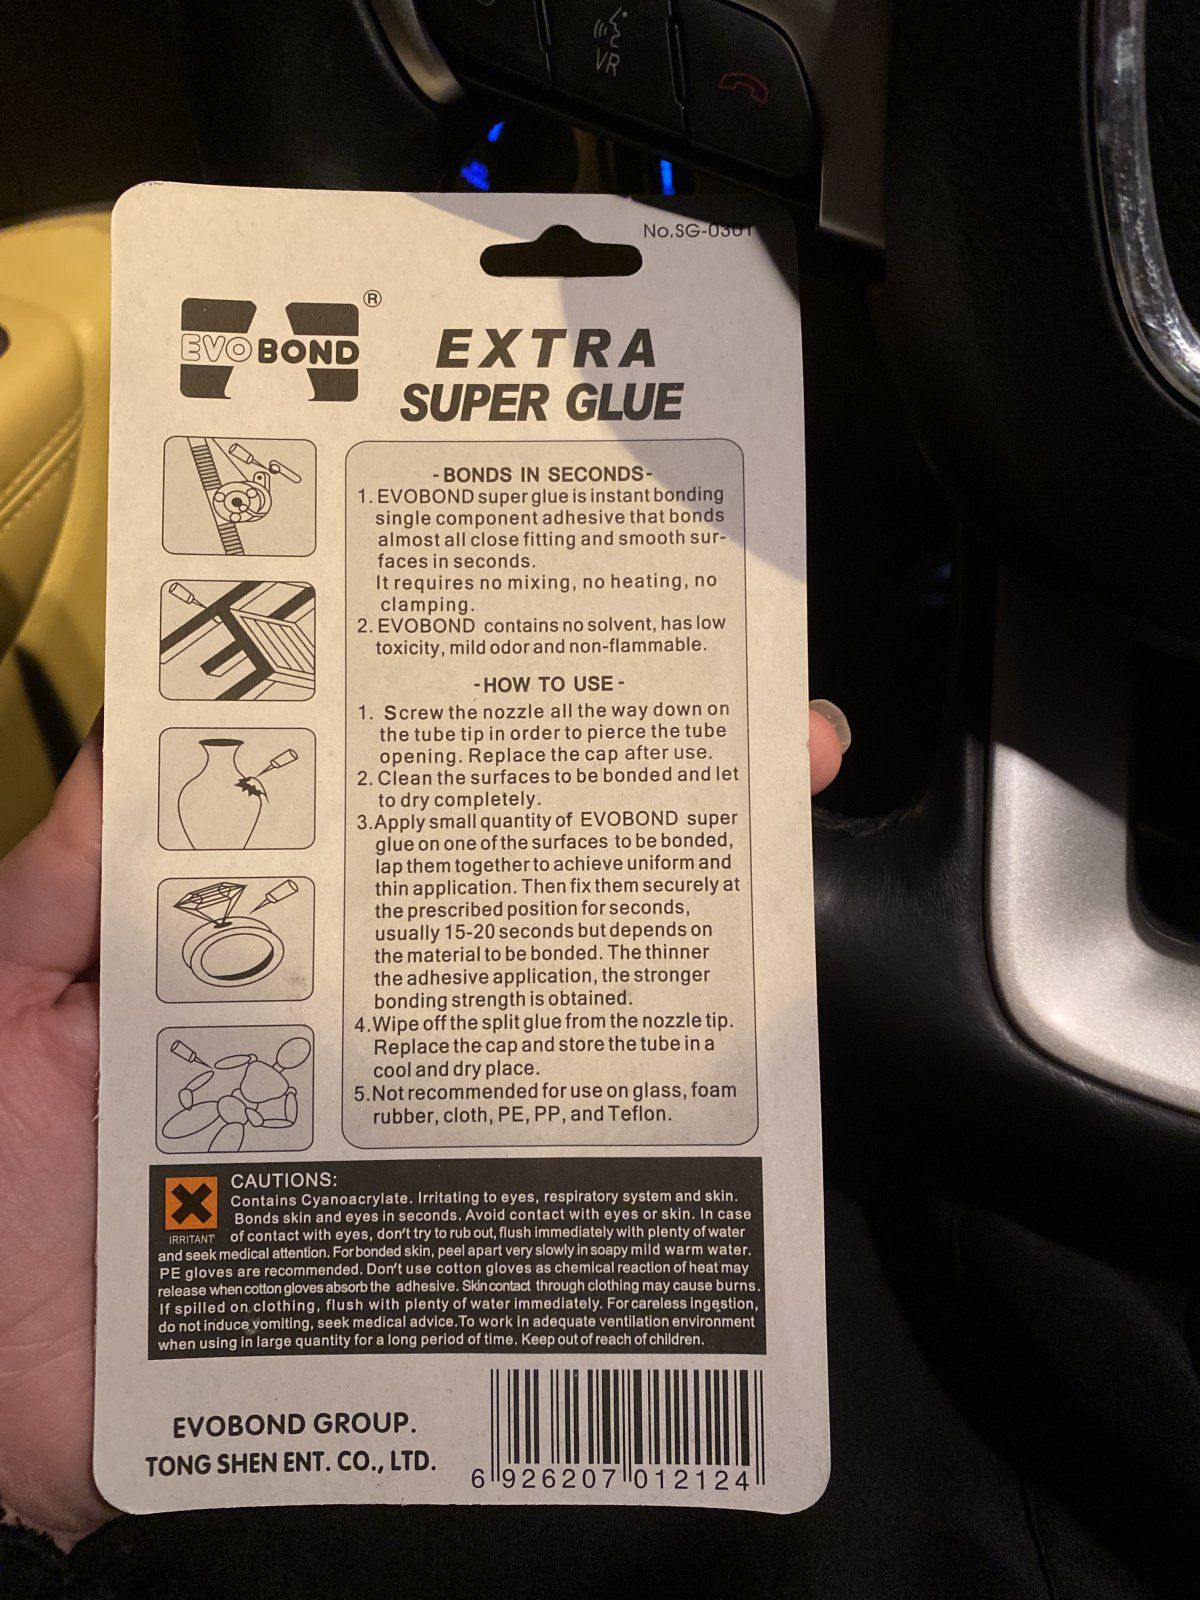 VR
No.SG-0301
EVOBOND®
EXTRA
SUPER GLUE
-BONDS IN SECONDS-
1. EVOBOND super glue is instant bonding
single component adhesive that bonds
almost all close fitting and smooth sur-
faces in seconds.
It requires no mixing, no heating, no
clamping.
2. EVOBOND contains no solvent, has low
toxicity, mild odor and non-flammable.
-HOW TO USE-
1. Screw the nozzle all the way down on
the tube tip in order to pierce the tube
opening. Replace the cap after use.
2. Clean the surfaces to be bonded and let
to dry completely.
3.Apply small quantity of EVOBOND super
glue on one of the surfaces to be bonded,
lap them together to achieve uniform and
thin application. Then fix them securely at
the prescribed position for seconds,
usually 15-20 seconds but depends on
the material to be bonded. The thinner
the adhesive application, the stronger
bonding strength is obtained.
4.Wipe off the split glue from the nozzle tip.
Replace the cap and store the tube in a
cool and dry place.
5.Not recommended for use on glass, foam
rubber, cloth, PE, PP, and Teflon.
CAUTIONS:
Contains Cyanoacrylate. Irritating to eyes, respiratory system and skin.
Bonds skin and eyes in seconds. Avoid contact with eyes or skin. In case
IRRITANT of contact with eyes, don't try to rub out, flush immediately with plenty of water
and seek medical attention. For bonded skin, peel apart very slowly in soapy mild warm water.
PE gloves are recommended. Don't use cotton gloves as chemical reaction of heat may
release when cotton gloves absorb the adhesive. Skin contact through clothing may cause burns.
If spilled on clothing, flush with plenty of water immediately. For careless ingestion,
do not induce vomiting, seek medical advice.To work in adequate ventilation environment
when using in large quantity for a long period of time. Keep out of reach of children.
EVOBOND GROUP.
TONG SHEN ENT. CO., LTD.
6 926207 012124